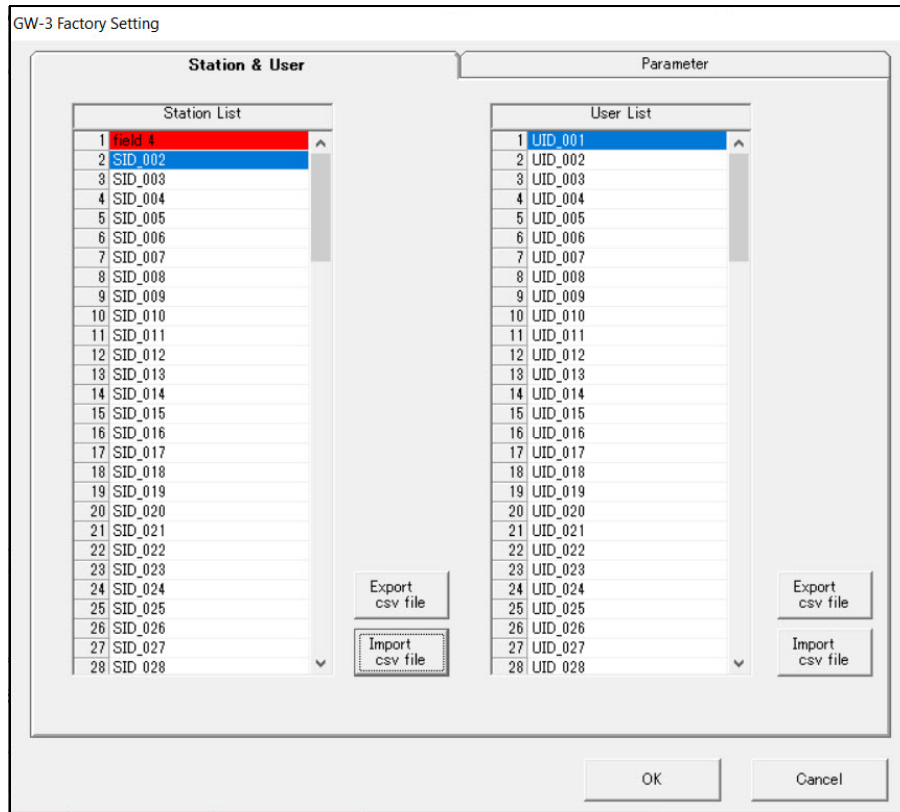 GW-3 Factory Setting
Station & User
Parameter
Station List
1 field 4
2 SID_002
3 SID_003
4 SID_004
5 SID_005
6 SID_006
7 SID_007
8 SID_008
9 SID_009
10 SID_010
11 SID_011
12 SID_012
13 SID_013
14 SID_014
15 SID_015
16 SID_016
17 SID_017
18 SID_018
19 SID_019
20 SID_020
21 SID_021
22 SID_022
23 SID_023
24 SID_024
25 SID_025
26 SID_026
27 SID_027
28 SID_028
Export
csv file
Import
csv file
User List
1 UID_001
2 UID_002
3 UID_003
4 UID_004
5 UID_005
6 UID_006
7 UID_007
8 UID_008
9 UID_009
10 UID_010
11 UID_011
12 UID_012
13 UID_013
14 UID_014
15 UID_015
16 UID_016
17 UID_017
18 UID_018
19 UID_019
20 UID_020
21 UID_021
22 UID_022
23 UID_023
24 UID_024
25 UID_025
26 UID_026
27 UID_027
28 UID_028
Export
csv file
Import
csv file
OK
Cancel